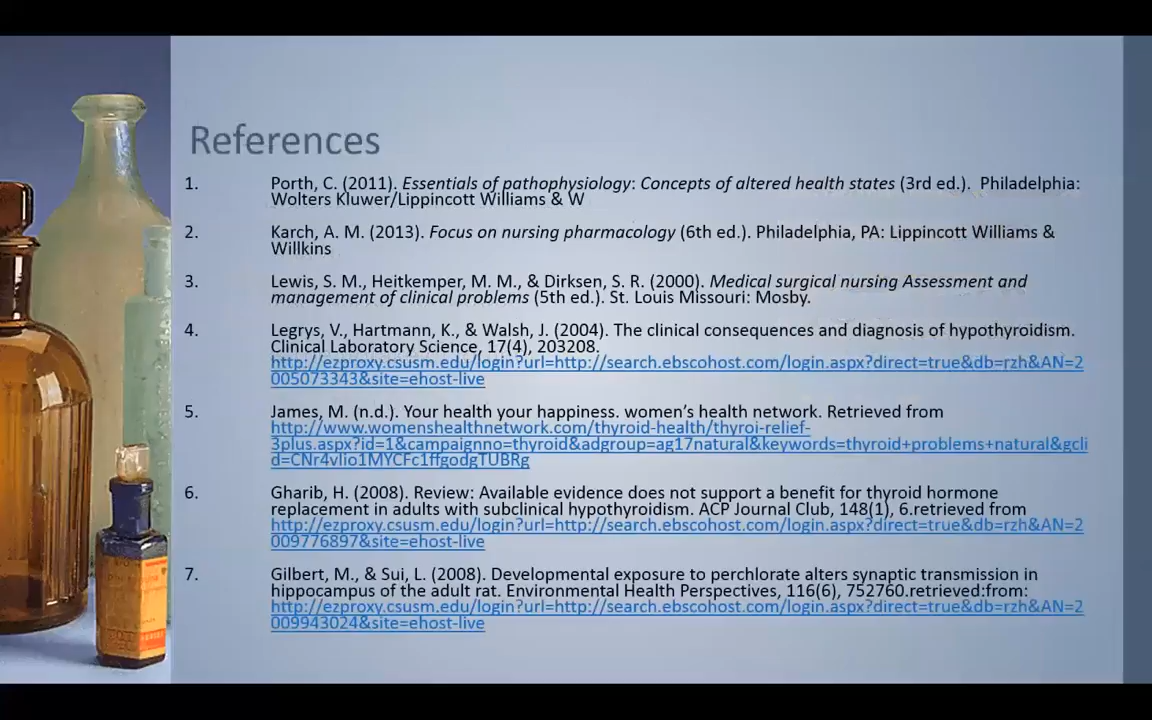 References
1. Porth, C. (2011). Essentials of pathophysiology: Concepts of altered health states (3rd ed.). Philadelphia:
Wolters Kluwer/Lippincott Williams & W
2. Karch, A. M. (2013). Focus on nursing pharmacology (6th ed.). Philadelphia, PA: Lippincott Williams &
Willkins
3. Lewis, S. M., Heitkemper, M. M., & Dirksen, S. R. (2000). Medical surgical nursing Assessment and
management of clinical problems (5th ed.). St. Louis Missouri: Mosby.
4. Legrys, V., Hartmann, K., & Walsh, J. (2004). The clinical consequences and diagnosis of hypothyroidism.
Clinical Laboratory Science, 17(4), 203208.
http://ezproxy.csusm.edu/login?url=http://search.ebscohost.com/login.aspx?direct=true&db=rzh&AN=2
005073343&site=ehost-live
5. James, M. (n.d.). Your health your happiness. women's health network. Retrieved from
http://www.womenshealthnetwork.com/thyroid-health/thyroi-relief-
3plus.aspx?id=1&campaignno=thyroid&adgroup=ag17natural&keywords=thyroid+problems+natural&gcli
d=CNr4vlio1MYCFc1ffgodgTUBRg
6. Gharib, H. (2008). Review: Available evidence does not support a benefit for thyroid hormone
replacement in adults with subclinical hypothyroidism. ACP Journal Club, 148(1), 6.retrieved from
http://ezproxy.csusm.edu/login?url=http://search.ebscohost.com/login.aspx?direct=true&db=rzh&AN=2
009776897&site=ehost-live
7. Gilbert, M., & Sui, L. (2008). Developmental exposure to perchlorate alters synaptic transmission in
hippocampus of the adult rat. Environmental Health Perspectives, 116(6), 752760.retrieved:from:
http://ezproxy.csusm.edu/login?url=http://search.ebscohost.com/login.aspx?direct=true&db=rzh&AN=2
009943024&site=ehost-live